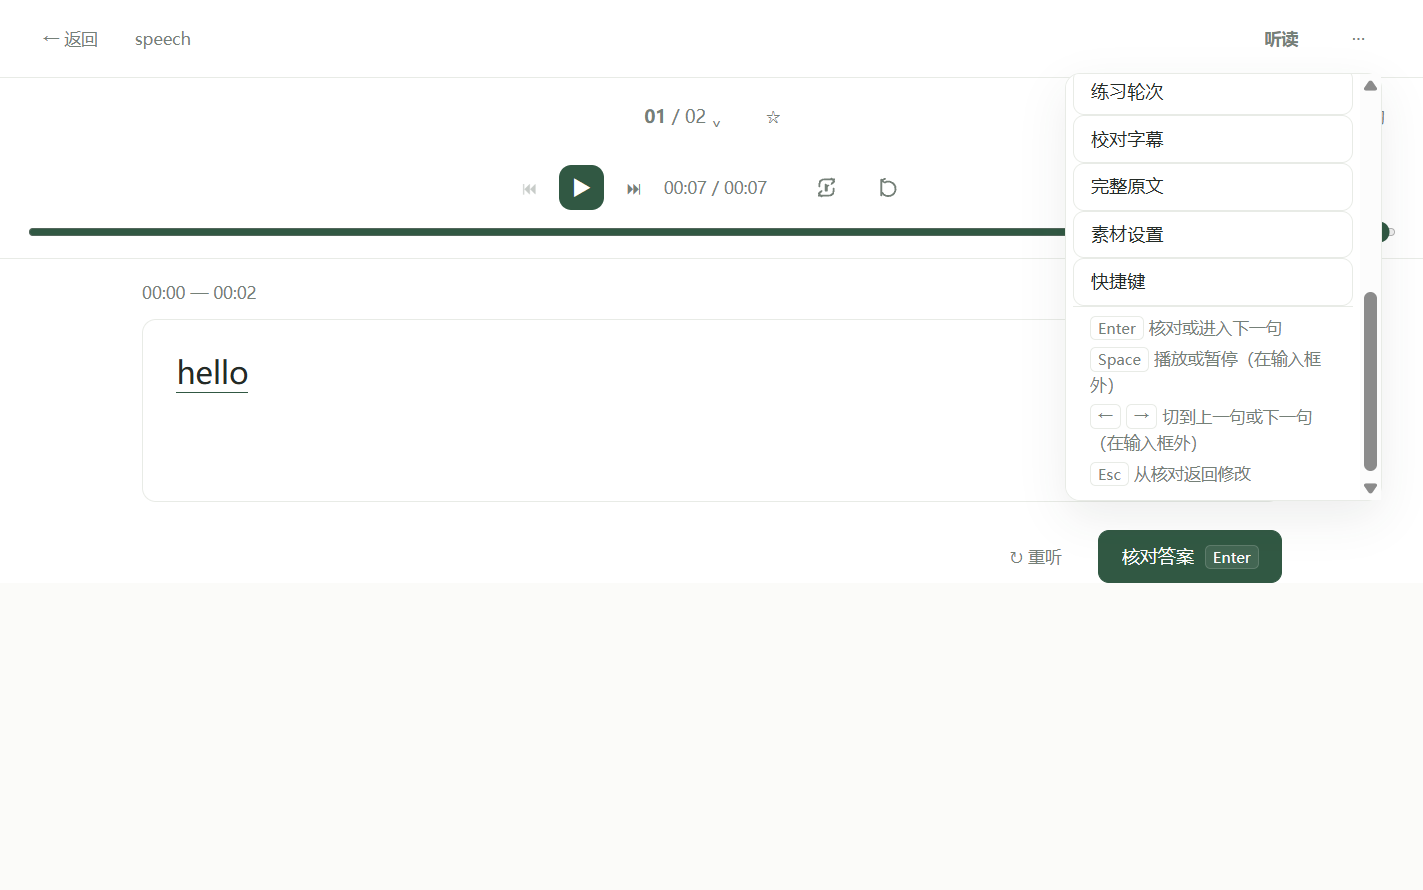 ← 返回
speech
听读
···
01 / 02
00:07 / 00:07
00:00 — 00:02
hello
练习轮次
校对字幕
完整原文
素材设置
快捷键
Enter 核对或进入下一句
Space 播放或暂停（在输入框
外）
← → 切到上一句或下一句
（在输入框外）
Esc 从核对返回修改
↻ 重听
核对答案 Enter